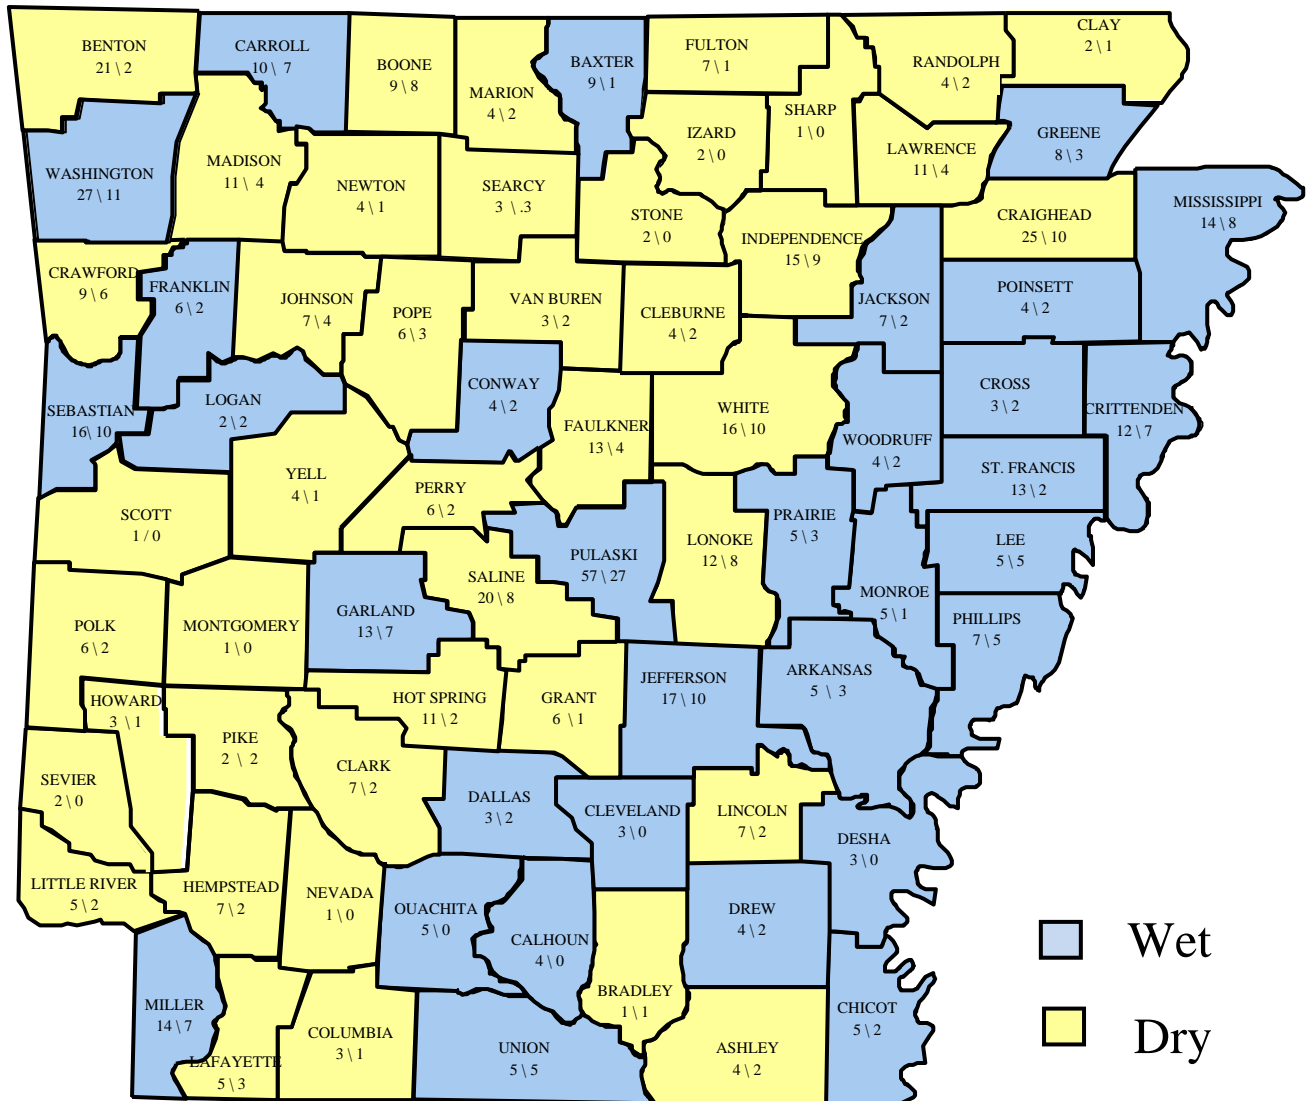 BENTON
21 \ 2
CARROLL
10 \ 7
BOONE
9 \ 8
MARION
4 \ 2
BAXTER
9 \ 1
FULTON
7 \ 1
SHARP
1 \ 0
RANDOLPH
4 \ 2
CLAY
2 \ 1
WASHINGTON
27 \ 11
MADISON
11 \ 4
NEWTON
4 \ 1
SEARCY
3 \ .3
STONE
2 \ 0
IZARD
2 \ 0
LAWRENCE
11 \ 4
GREENE
8 \ 3
CRAIGHEAD
25 \ 10
MISSISSIPPI
14 \ 8
INDEPENDENCE
15 \ 9
CRAWFORD
9 \ 6
FRANKLIN
6 \ 2
JOHNSON
7 \ 4
POPE
6 \ 3
VAN BUREN
3 \ 2
CLEBURNE
4 \ 2
JACKSON
7 \ 2
POINSETT
4 \ 2
SEBASTIAN
16 \ 10
LOGAN
2 \ 2
CONWAY
4 \ 2
FAULKNER
13 \ 4
WHITE
16 \ 10
WOODRUFF
4 \ 2
CROSS
3 \ 2
CRITTENDEN
12 \ 7
YELL
4 \ 1
PERRY
6 \ 2
ST. FRANCIS
13 \ 2
SCOTT
1 / 0
PULASKI
57 \ 27
LONOKE
12 \ 8
PRAIRIE
5 \ 3
LEE
5 \ 5
SALINE
20 \ 8
MONROE
5 \ 1
PHILLIPS
7 \ 5
POLK
6 \ 2
MONTGOMERY
1 \ 0
GARLAND
13 \ 7
HOT SPRING
11 \ 2
GRANT
6 \ 1
JEFFERSON
17 \ 10
ARKANSAS
5 \ 3
HOWARD
3 \ 1
PIKE
2 \ 2
CLARK
7 \ 2
SEVIER
2 \ 0
DALLAS
3 \ 2
CLEVELAND
3 \ 0
LINCOLN
7 \ 2
DESHA
3 \ 0
LITTLE RIVER
5 \ 2
HEMPSTEAD
7 \ 2
NEVADA
1 \ 0
OUACHITA
5 \ 0
CALHOUN
4 \ 0
DREW
4 \ 2
BRADLEY
1 \ 1
MILLER
14 \ 7
LAFAYETTE
5 \ 3
COLUMBIA
3 \ 1
UNION
5 \ 5
ASHLEY
4 \ 2
CHICOT
5 \ 2
Wet
Dry